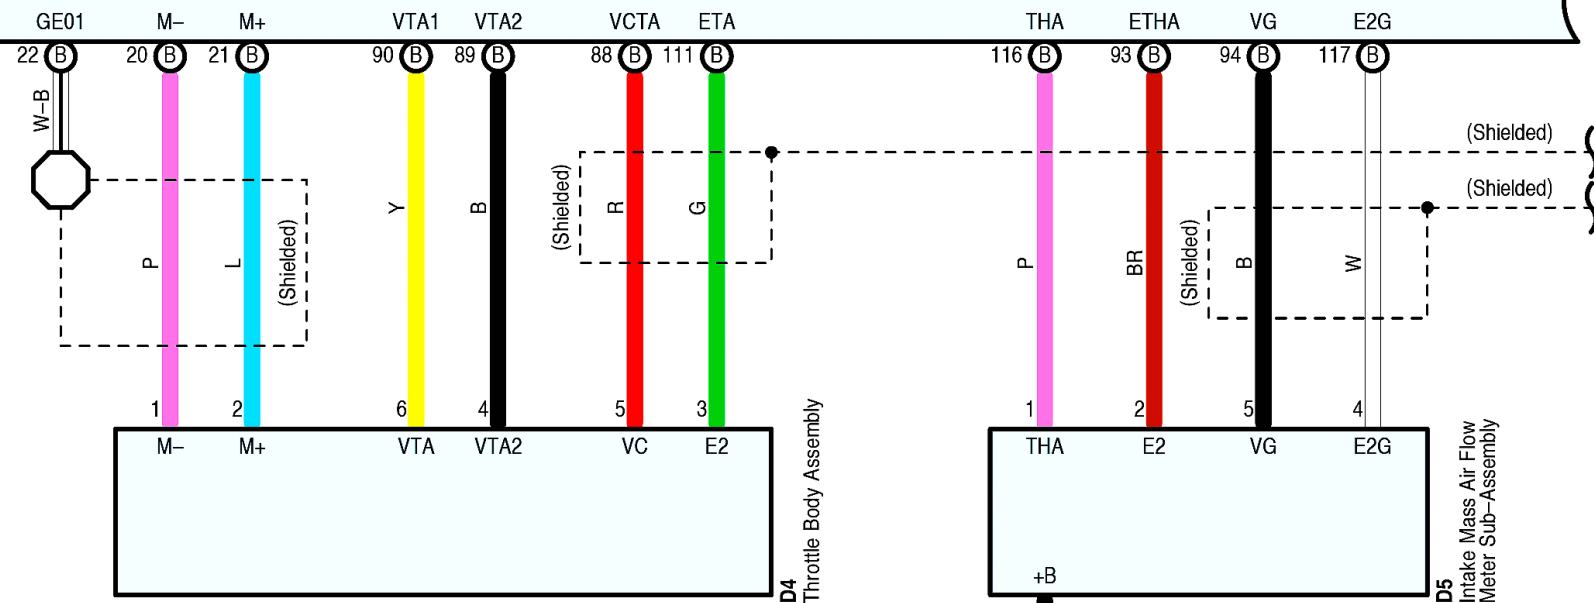 GE01 M− M+ VTA1 VTA2 VCTA ETA THA ETHA VG E2G
22 B 20 B 21 B 90 B 89 B 88 B 111 B 116 B 93 B 94 B 117 B
W−B
(Shielded)
(Shielded)
P L (Shielded) Y B (Shielded) R G P BR (Shielded) B W
1 2 6 4 5 3 1 2 5 4
M− M+ VTA VTA2 VC E2 THA E2 VG E2G
D4
Throttle Body Assembly
+B
D5
Intake Mass Air Flow
Meter Sub−Assembly